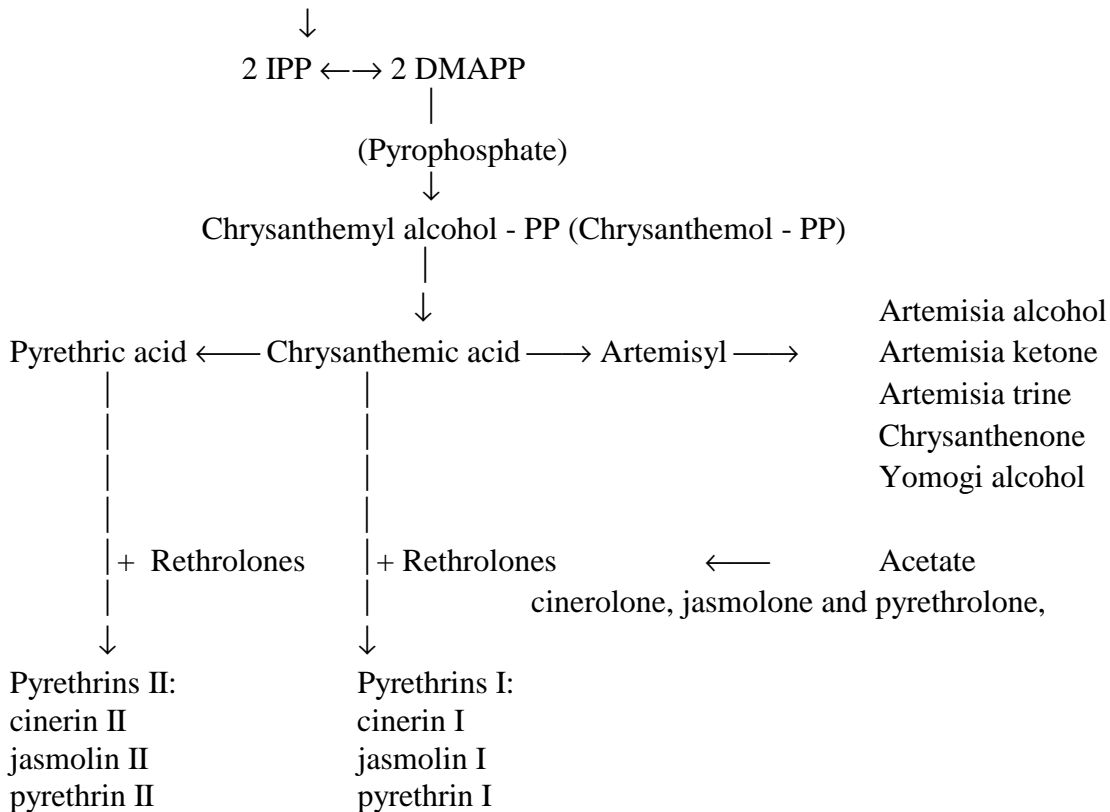 ↓
2 IPP ←→ 2 DMAPP
(Pyrophosphate)
↓
Chrysanthemyl alcohol - PP (Chrysanthemol - PP)
↓
Artemisia alcohol
Pyrethric acid ←— Chrysanthemic acid —→ Artemisyl —→ Artemisia ketone
Artemisia trine
Chrysanthenone
Yomogi alcohol
+ Rethrolones + Rethrolones ←— Acetate
cinerolone, jasmolone and pyrethrolone,
↓ ↓
Pyrethrins II: Pyrethrins I:
cinerin II cinerin I
jasmolin II jasmolin I
pyrethrin II pyrethrin I